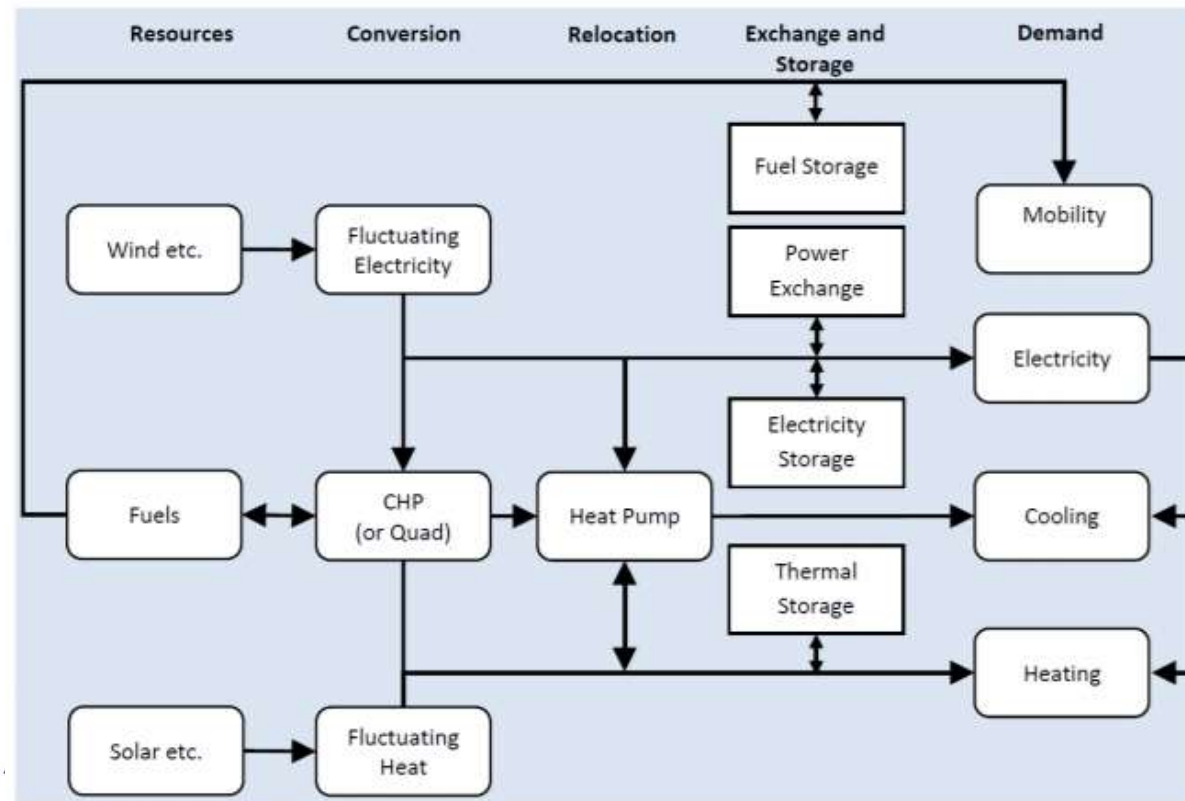 Resources
Conversion
Relocation
Exchange and
Storage
Demand
Fuel Storage
Mobility
Wind etc.
Fluctuating
Electricity
Power
Exchange
Electricity
Electricity
Storage
Fuels
CHP
(or Quad)
Heat Pump
Cooling
Thermal
Storage
Heating
Solar etc.
Fluctuating
Heat